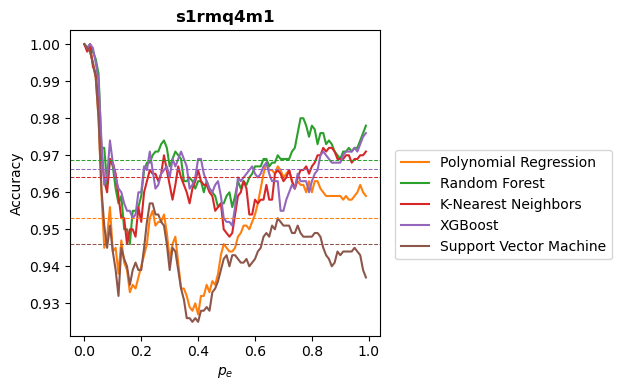 s1rmq4m1
Accuracy
1.00
0.99
0.98
0.97
0.96
0.95
0.94
0.93
0.0 0.2 0.4 0.6 0.8 1.0
p_e
Polynomial Regression
Random Forest
K-Nearest Neighbors
XGBoost
Support Vector Machine